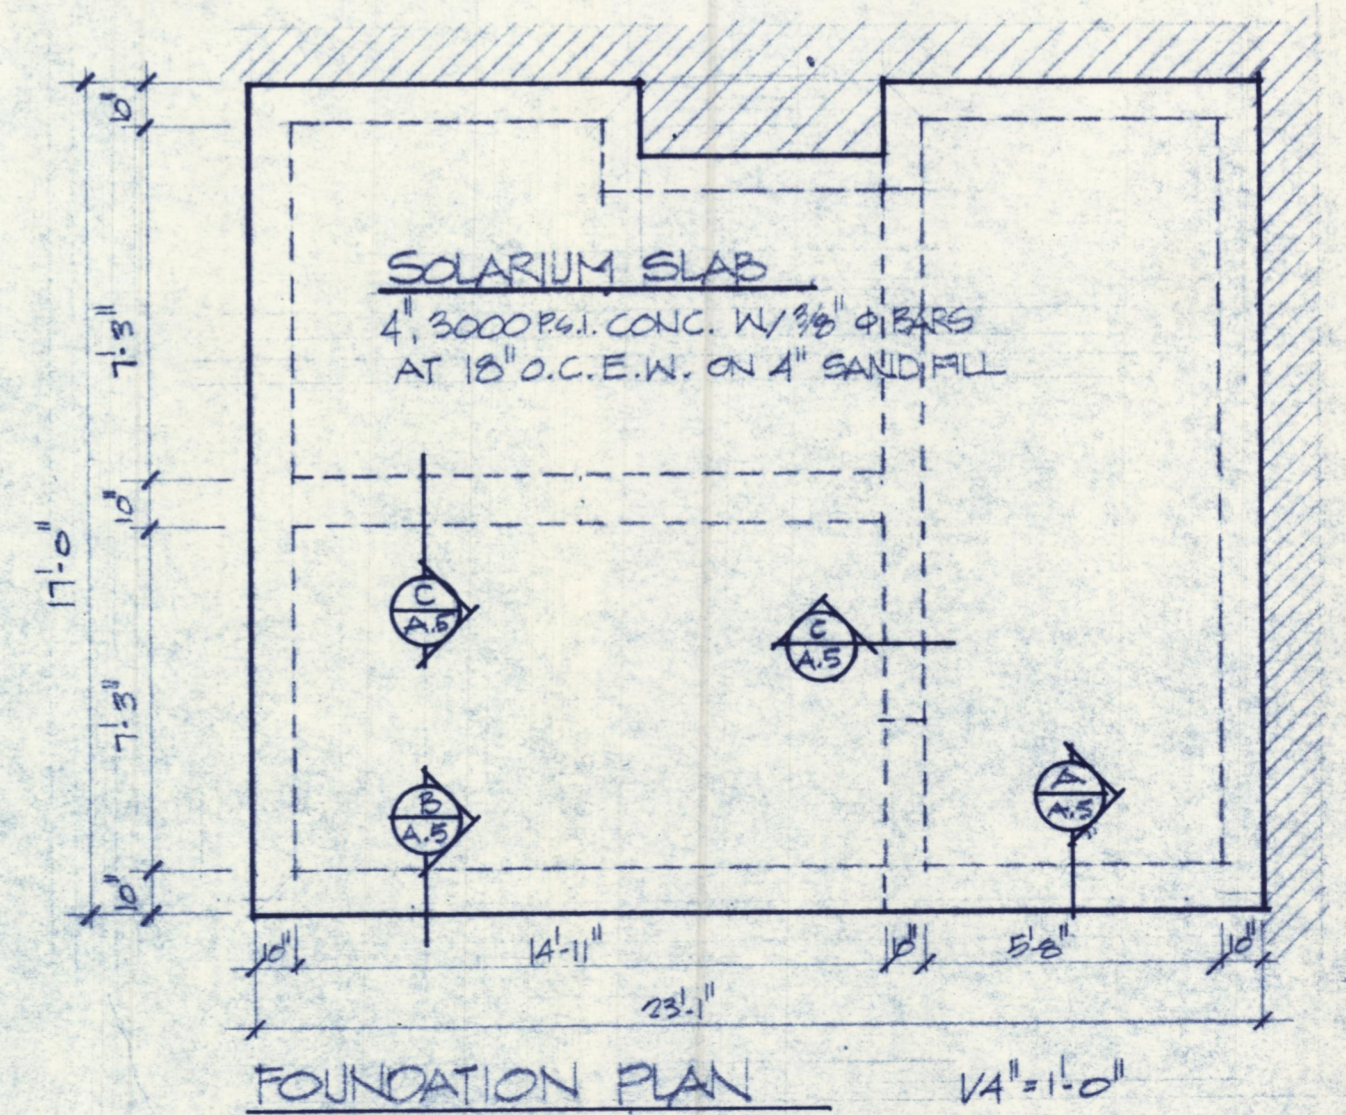 10"
7'-3"
10"
17'-0"
7'-3"
10"
SOLARIUM SLAB
4", 3000 P.S.I. CONC. W/ 3/8" Φ BARS
AT 18" O.C. E.W. ON 4" SAND FILL
C
A.5
C
A.5
B
A.5
A
A.5
10" 14'-11" 10" 5'-8" 10"
23'-1"
FOUNDATION PLAN 1/4" = 1'-0"